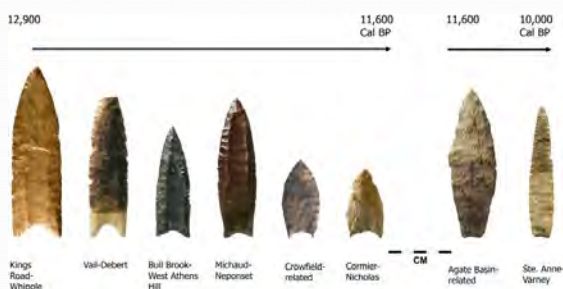 12,900
11,600
Cal BP
11,600
10,000
Cal BP
Kings
Road-
Whipple
Vail-Debert
Bull Brook-
West Athens
Hill
Michaud-
Neponset
Crowfield-
related
Cormier-
Nicholas
CM
Agate Basin-
related
Ste. Anne-
Varney